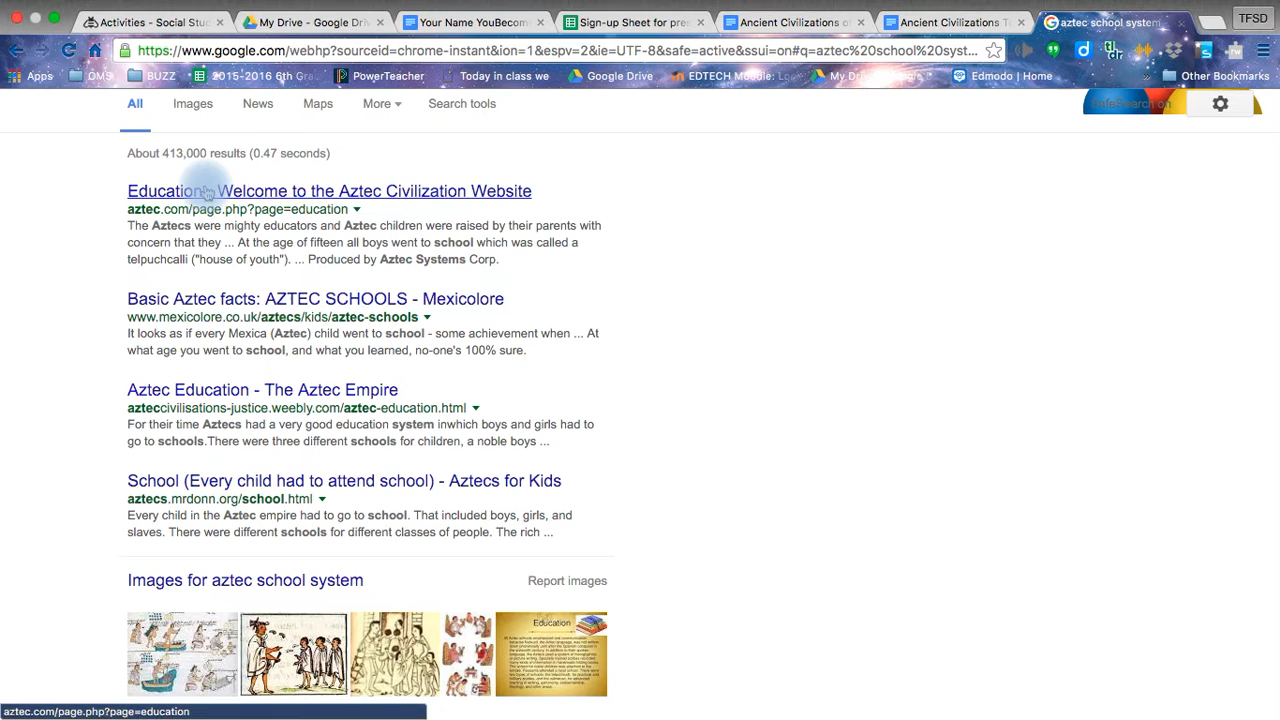 Activities - Social Stu
My Drive - Google Drive
Your Name YouBecom
Sign-up Sheet for pres
Ancient Civilizations of
Ancient Civilizations T
aztec school system
TFSD
https://www.google.com/webhp?sourceid=chrome-instant&ion=1&espv=2&ie=UTF-8&safe=active&ssui=on#q=aztec%20school%20syst...
Apps
OMS
BUZZ
2015-2016 6th Gra
PowerTeacher
Today in class we
Google Drive
EDTECH Moodle: Lo
My Drive
Edmodo | Home
Other Bookmarks
All
Images
News
Maps
More
Search tools
SafeSearch on
About 413,000 results (0.47 seconds)
Education - Welcome to the Aztec Civilization Website
aztec.com/page.php?page=education
The Aztecs were mighty educators and Aztec children were raised by their parents with
concern that they ... At the age of fifteen all boys went to school which was called a
telpuchcalli ("house of youth"). ... Produced by Aztec Systems Corp.
Basic Aztec facts: AZTEC SCHOOLS - Mexicolore
www.mexicolore.co.uk/aztecs/kids/aztec-schools
It looks as if every Mexica (Aztec) child went to school - some achievement when ... At
what age you went to school, and what you learned, no-one's 100% sure.
Aztec Education - The Aztec Empire
azteccivilisations-justice.weebly.com/aztec-education.html
For their time Aztecs had a very good education system inwhich boys and girls had to
go to schools.There were three different schools for children, a noble boys ...
School (Every child had to attend school) - Aztecs for Kids
aztecs.mrdonn.org/school.html
Every child in the Aztec empire had to go to school. That included boys, girls, and
slaves. There were different schools for different classes of people. The rich ...
Images for aztec school system
Report images
Education
aztec.com/page.php?page=education